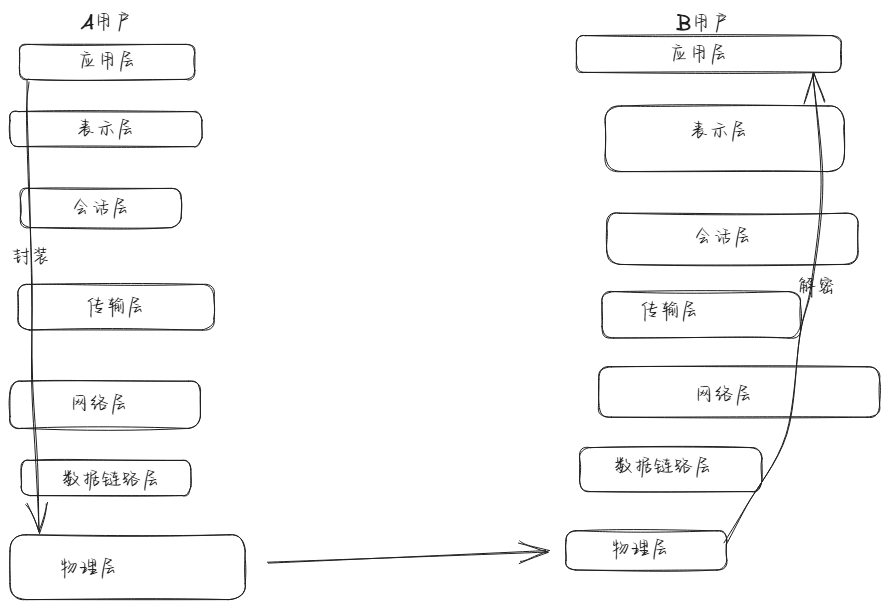 A用户
应用层
表示层
会话层
封装
传输层
网络层
数据链路层
物理层
B用户
应用层
表示层
会话层
解密
传输层
网络层
数据链路层
物理层